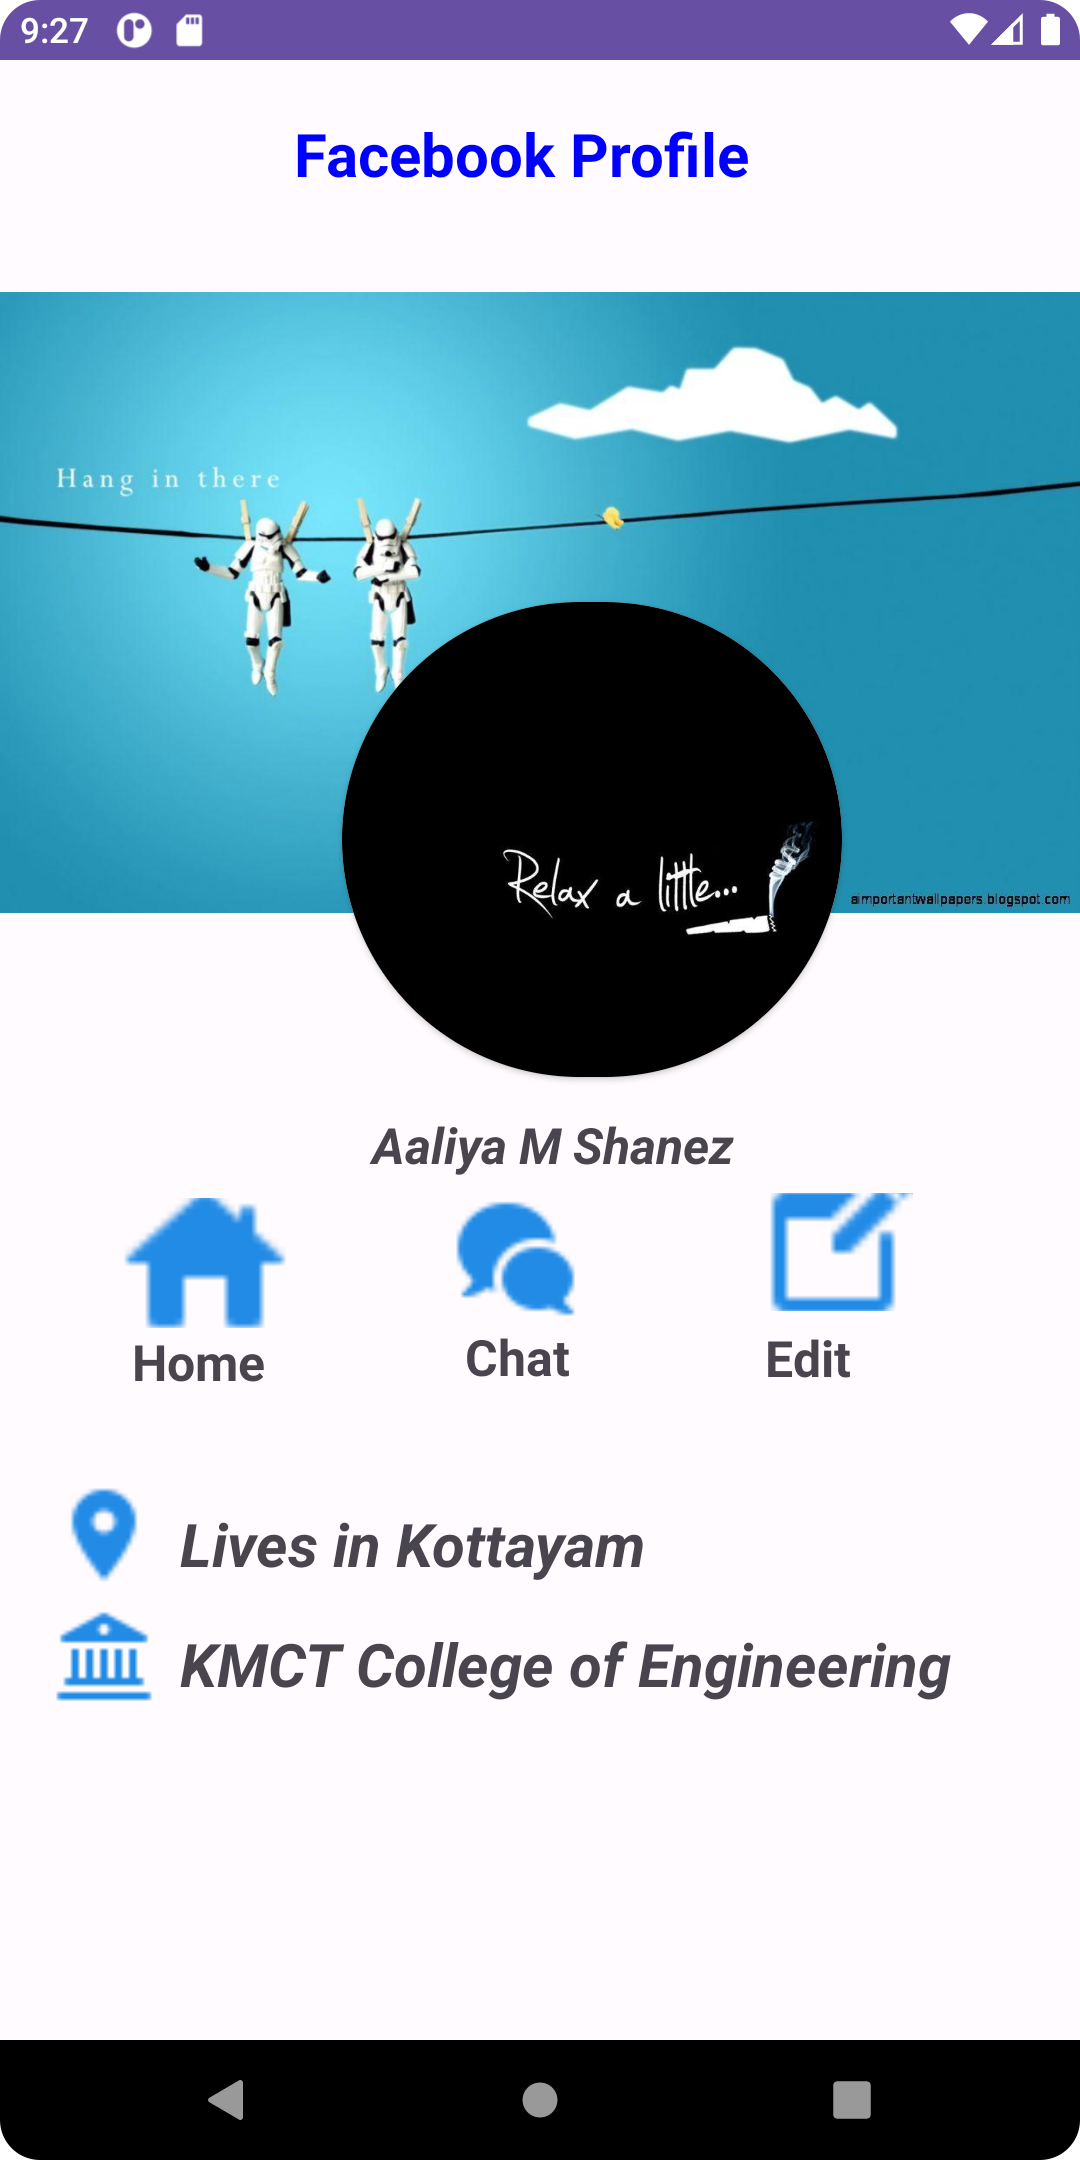 9:27
Facebook Profile
Hang in there
Relax a little...
aimportantwallpapers.blogspot.com
Aaliya M Shanez
Home
Chat
Edit
Lives in Kottayam
KMCT College of Engineering